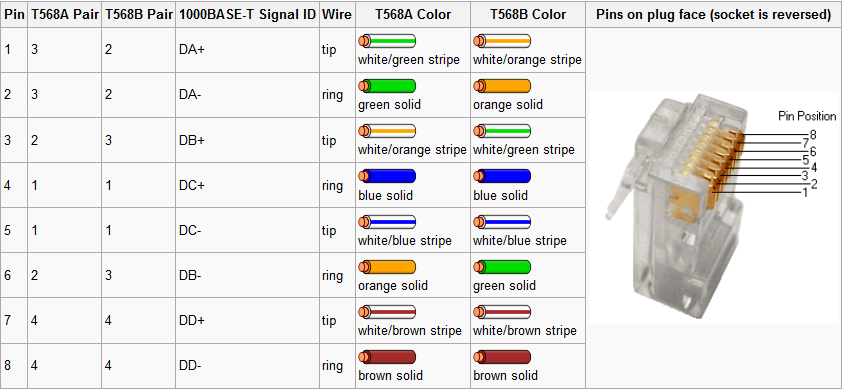 Pin T568A Pair T568B Pair 1000BASE-T Signal ID Wire T568A Color T568B Color Pins on plug face (socket is reversed)
1 3 2 DA+ tip white/green stripe white/orange stripe
2 3 2 DA- ring green solid orange solid
3 2 3 DB+ tip white/orange stripe white/green stripe
4 1 1 DC+ ring blue solid blue solid
5 1 1 DC- tip white/blue stripe white/blue stripe
6 2 3 DB- ring orange solid green solid
7 4 4 DD+ tip white/brown stripe white/brown stripe
8 4 4 DD- ring brown solid brown solid
Pin Position
8
7
6
5
4
3
2
1